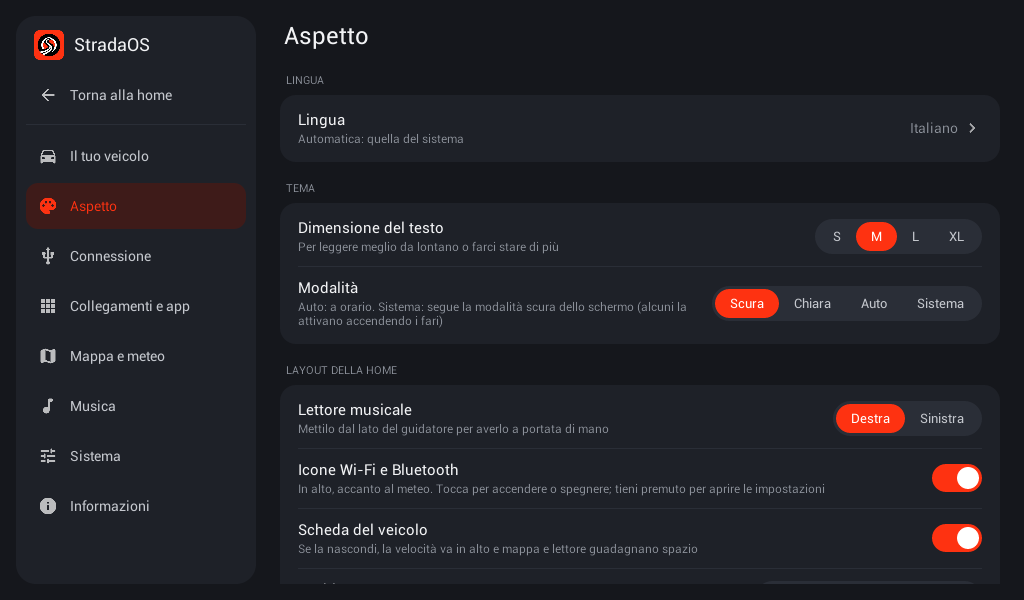 StradaOS
Torna alla home
Il tuo veicolo
Aspetto
Connessione
Collegamenti e app
Mappa e meteo
Musica
Sistema
Informazioni
Aspetto
LINGUA
Lingua
Automatica: quella del sistema
Italiano
TEMA
Dimensione del testo
Per leggere meglio da lontano o farci stare di più
S M L XL
Modalità
Auto: a orario. Sistema: segue la modalità scura dello schermo (alcuni la
attivano accendendo i fari)
Scura Chiara Auto Sistema
LAYOUT DELLA HOME
Lettore musicale
Mettilo dal lato del guidatore per averlo a portata di mano
Destra Sinistra
Icone Wi-Fi e Bluetooth
In alto, accanto al meteo. Tocca per accendere o spegnere; tieni premuto per aprire le impostazioni
Scheda del veicolo
Se la nascondi, la velocità va in alto e mappa e lettore guadagnano spazio